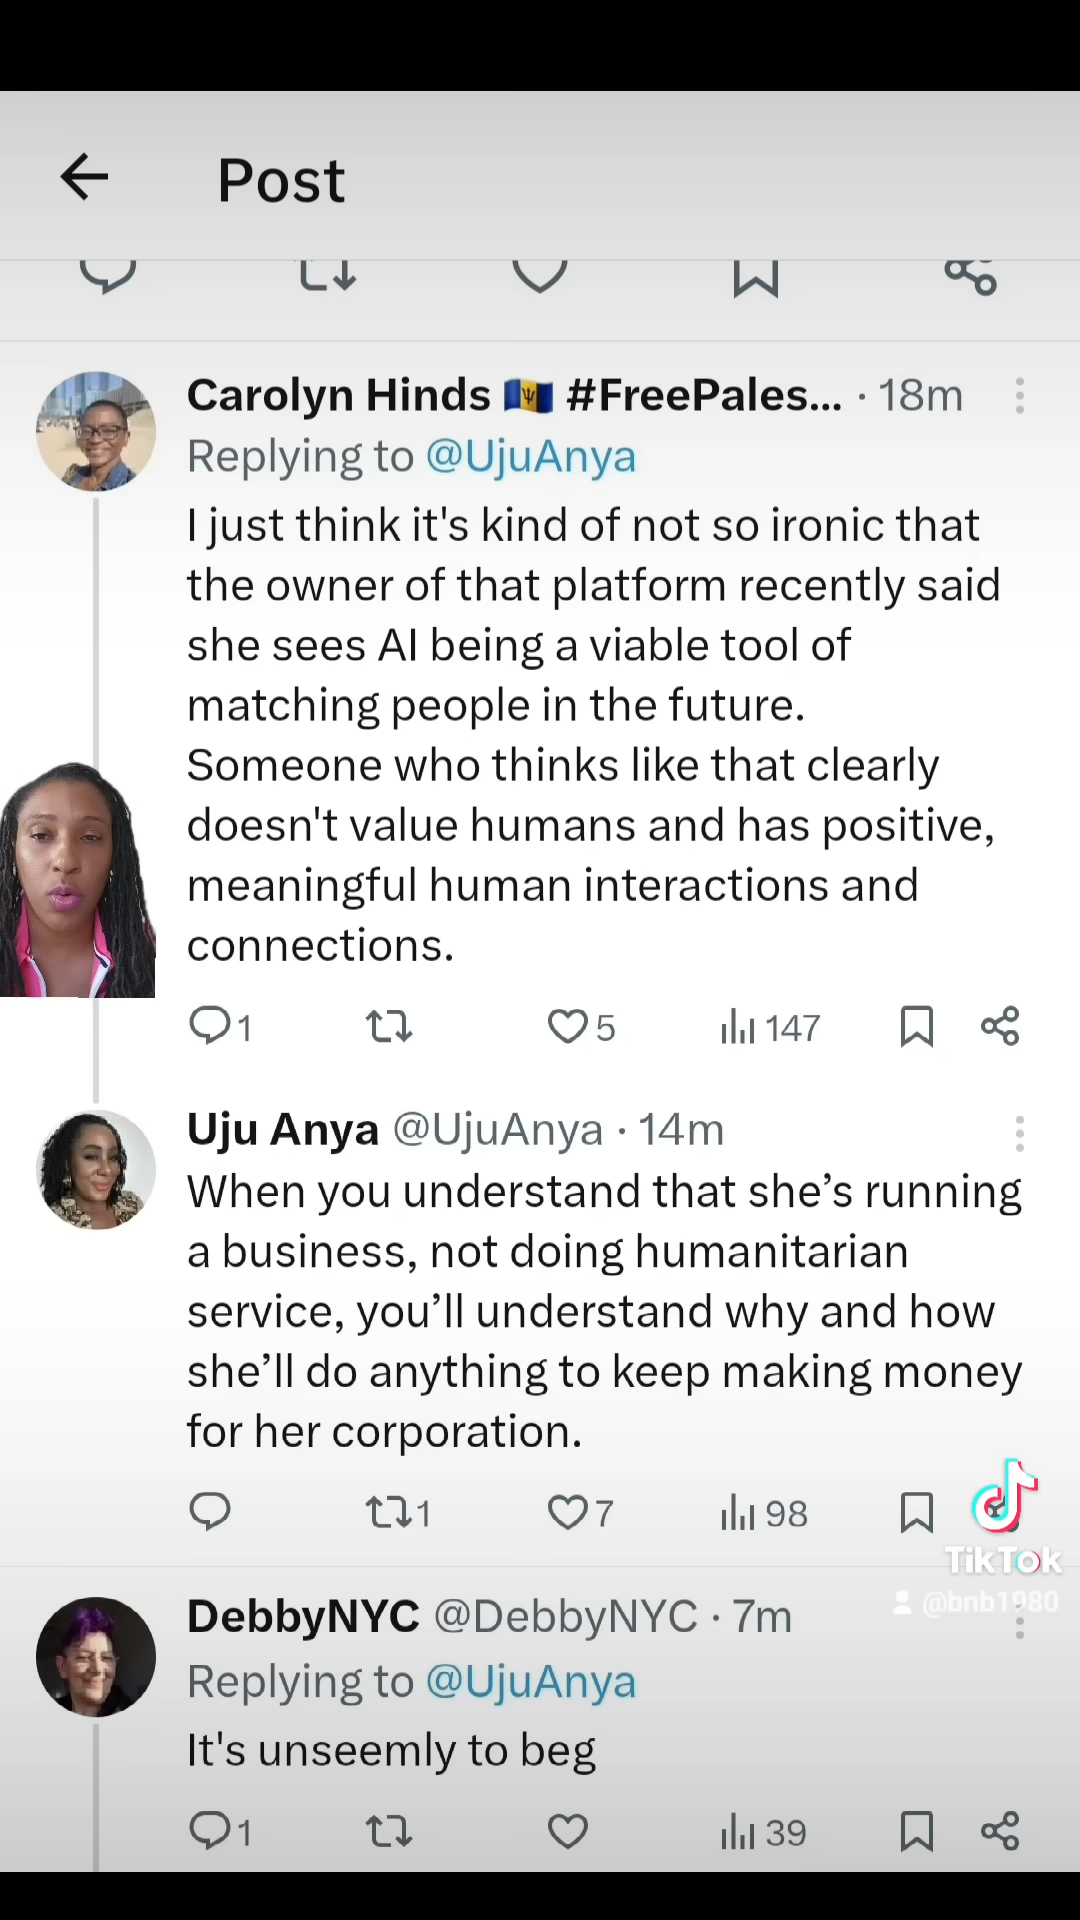 Post
Carolyn Hinds 🇧🇧 #FreePales... · 18m
Replying to @UjuAnya
I just think it's kind of not so ironic that
the owner of that platform recently said
she sees AI being a viable tool of
matching people in the future.
Someone who thinks like that clearly
doesn't value humans and has positive,
meaningful human interactions and
connections.
1 5 147
Uju Anya @UjuAnya · 14m
When you understand that she’s running
a business, not doing humanitarian
service, you’ll understand why and how
she’ll do anything to keep making money
for her corporation.
1 7 98
TikTok
@bnb1980
DebbyNYC @DebbyNYC · 7m
Replying to @UjuAnya
It's unseemly to beg
1 39